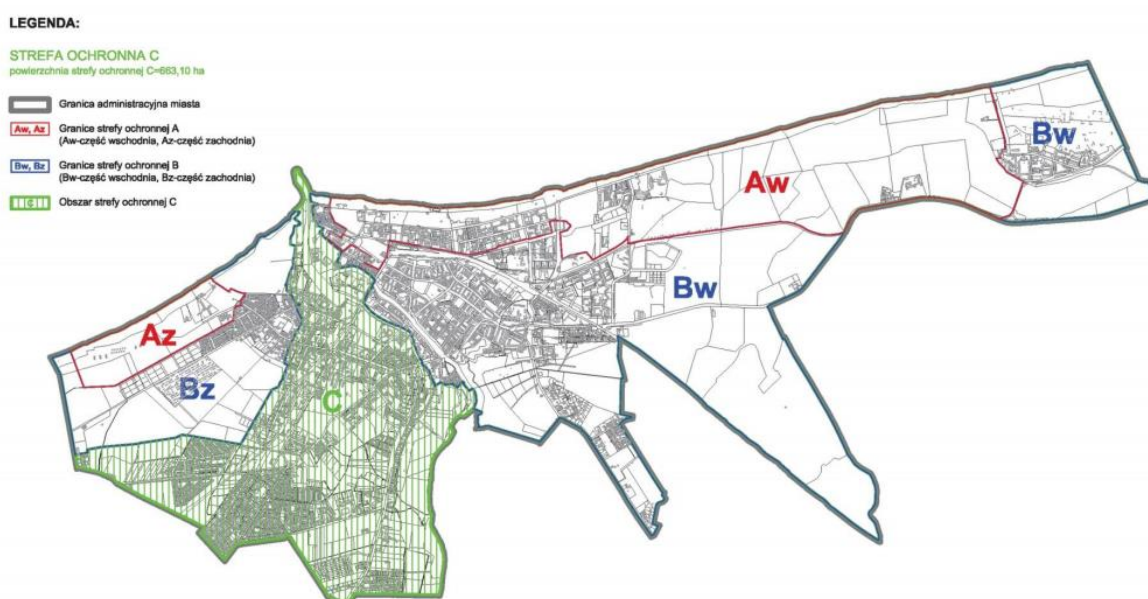 LEGENDA:
STREFA OCHRONNA C
powierzchnia strefy ochronnej C=663,10 ha
Granica administracyjna miasta
Aw, Az
Granice strefy ochronnej A
(Aw-część wschodnia, Az-część zachodnia)
Bw, Bz
Granice strefy ochronnej B
(Bw-część wschodnia, Bz-część zachodnia)
C
Obszar strefy ochronnej C
Bw
Aw
Bw
Az
Bz
C